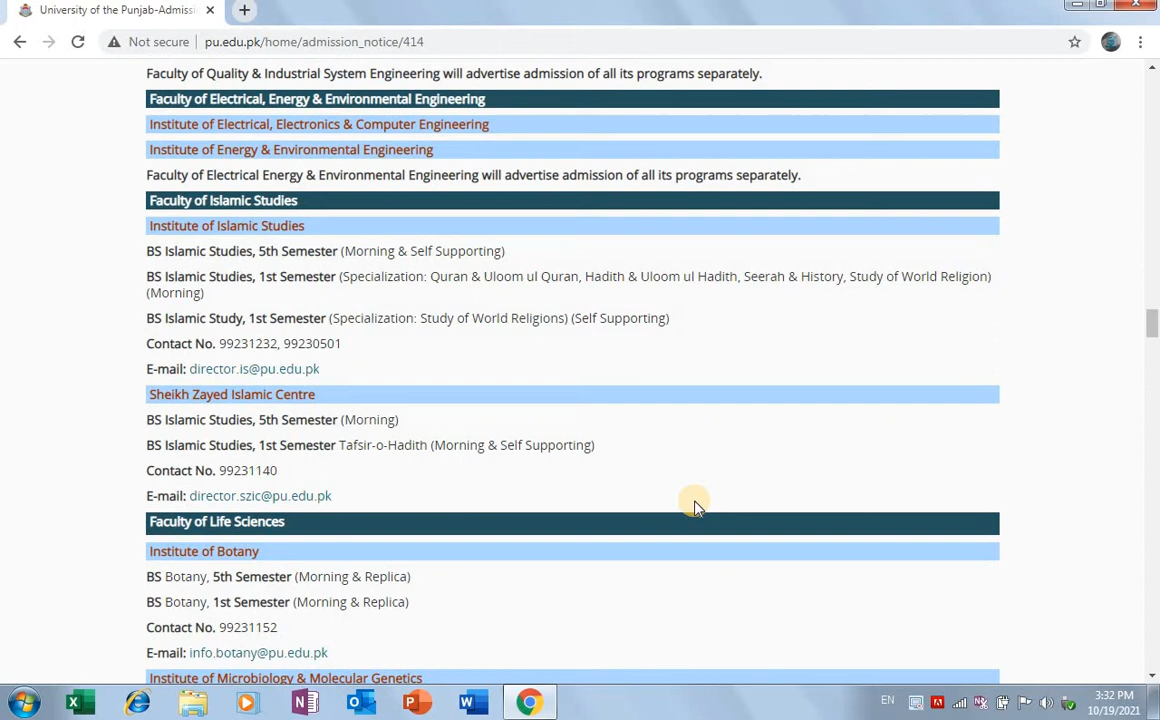 University of the Punjab-Admissi
Not secure
pu.edu.pk/home/admission_notice/414
Faculty of Quality & Industrial System Engineering will advertise admission of all its programs separately.
Faculty of Electrical, Energy & Environmental Engineering
Institute of Electrical, Electronics & Computer Engineering
Institute of Energy & Environmental Engineering
Faculty of Electrical Energy & Environmental Engineering will advertise admission of all its programs separately.
Faculty of Islamic Studies
Institute of Islamic Studies
BS Islamic Studies, 5th Semester (Morning & Self Supporting)
BS Islamic Studies, 1st Semester (Specialization: Quran & Uloom ul Quran, Hadith & Uloom ul Hadith, Seerah & History, Study of World Religion)
(Morning)
BS Islamic Study, 1st Semester (Specialization: Study of World Religions) (Self Supporting)
Contact No. 99231232, 99230501
E-mail: director.is@pu.edu.pk
Sheikh Zayed Islamic Centre
BS Islamic Studies, 5th Semester (Morning)
BS Islamic Studies, 1st Semester Tafsir-o-Hadith (Morning & Self Supporting)
Contact No. 99231140
E-mail: director.szic@pu.edu.pk
Faculty of Life Sciences
Institute of Botany
BS Botany, 5th Semester (Morning & Replica)
BS Botany, 1st Semester (Morning & Replica)
Contact No. 99231152
E-mail: info.botany@pu.edu.pk
Institute of Microbiology & Molecular Genetics
EN
3:32 PM
10/19/2021